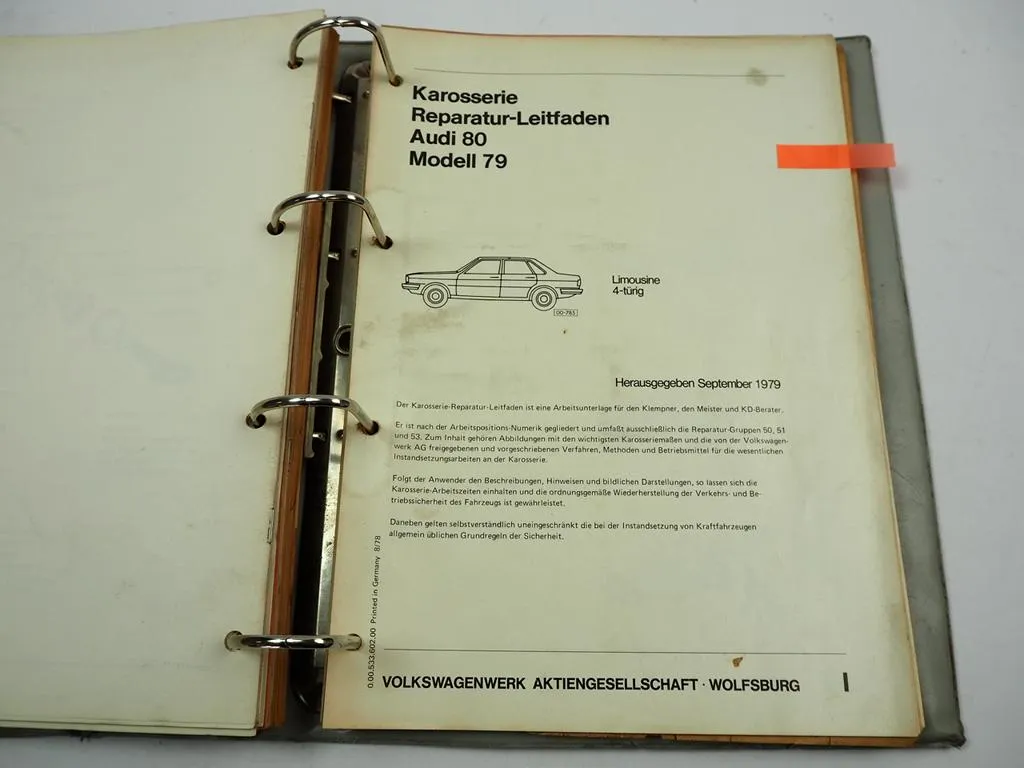 Karosserie
Reparatur-Leitfaden
Audi 80
Modell 79
Limousine
4-türig
00-783
Herausgegeben September 1979
Der Karosserie-Reparatur-Leitfaden ist eine Arbeitsunterlage für den Klempner, den Meister und KD-Berater.
Er ist nach der Arbeitspositions-Numerik gegliedert und umfaßt ausschließlich die Reparatur-Gruppen 50, 51
und 53. Zum Inhalt gehören Abbildungen mit den wichtigsten Karosseriemaßen und die von der Volkswagen-
werk AG freigegebenen und vorgeschriebenen Verfahren, Methoden und Betriebsmittel für die wesentlichen
Instandsetzungsarbeiten an der Karosserie.
Folgt der Anwender den Beschreibungen, Hinweisen und bildlichen Darstellungen, so lassen sich die
Karosserie-Arbeitszeiten einhalten und die ordnungsgemäße Wiederherstellung der Verkehrs- und Be-
triebssicherheit des Fahrzeugs ist gewährleistet.
Daneben gelten selbstverständlich uneingeschränkt die bei der Instandsetzung von Kraftfahrzeugen
allgemein üblichen Grundregeln der Sicherheit.
0.00.533.602.00 Printed in Germany 8/78
VOLKSWAGENWERK AKTIENGESELLSCHAFT · WOLFSBURG